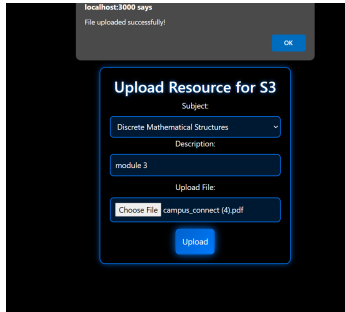 localhost:3000 says
File uploaded successfully!
OK
Upload Resource for S3
Subject:
Discrete Mathematical Structures
Description:
module 3
Upload File:
Choose File campus_connect (4).pdf
Upload